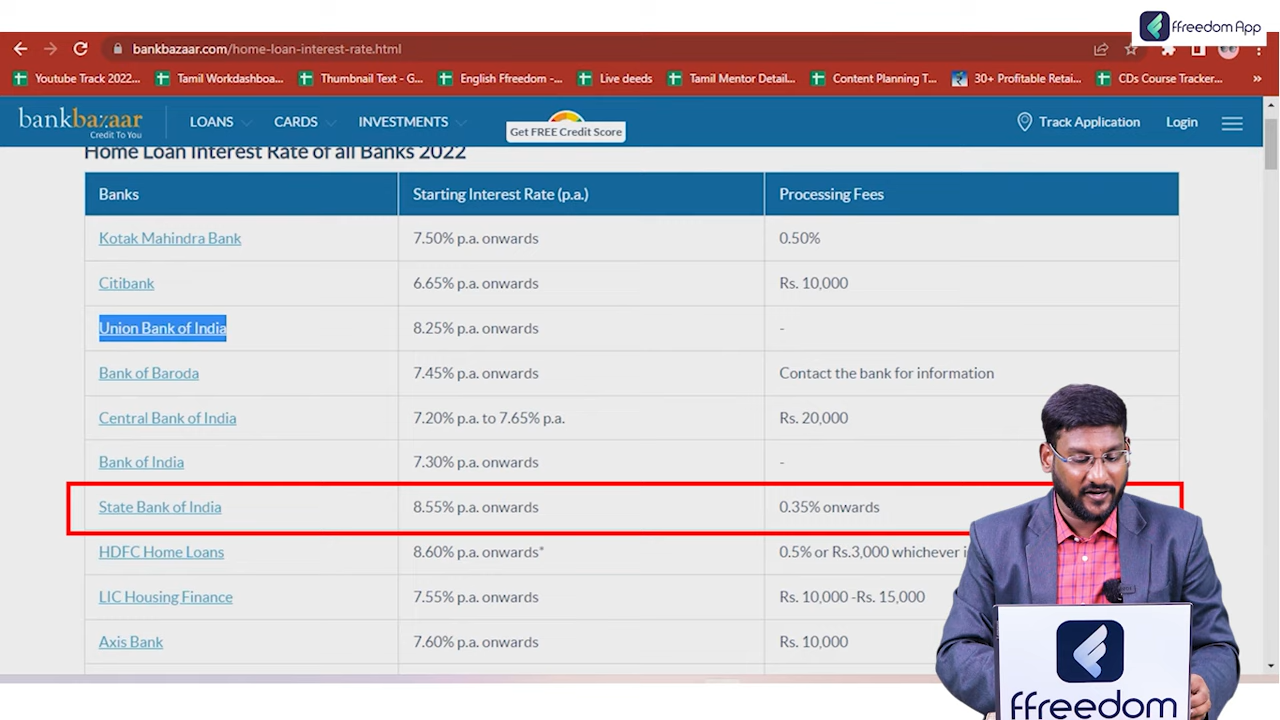 ffreedom App
bankbazaar.com/home-loan-interest-rate.html
Youtube Track 2022... Tamil Workdashboa... Thumbnail Text - G... English Ffreedom -... Live deeds Tamil Mentor Detail... Content Planning T... 30+ Profitable Retai... CDs Course Tracker... »
bankbazaar LOANS CARDS INVESTMENTS Get FREE Credit Score Track Application Login
Credit To You
Home Loan Interest Rate of all Banks 2022
Banks Starting Interest Rate (p.a.) Processing Fees
Kotak Mahindra Bank 7.50% p.a. onwards 0.50%
Citibank 6.65% p.a. onwards Rs. 10,000
Union Bank of India 8.25% p.a. onwards -
Bank of Baroda 7.45% p.a. onwards Contact the bank for information
Central Bank of India 7.20% p.a. to 7.65% p.a. Rs. 20,000
Bank of India 7.30% p.a. onwards -
State Bank of India 8.55% p.a. onwards 0.35% onwards
HDFC Home Loans 8.60% p.a. onwards* 0.5% or Rs.3,000 whichever
LIC Housing Finance 7.55% p.a. onwards Rs. 10,000 -Rs. 15,000
Axis Bank 7.60% p.a. onwards Rs. 10,000
ffreedom